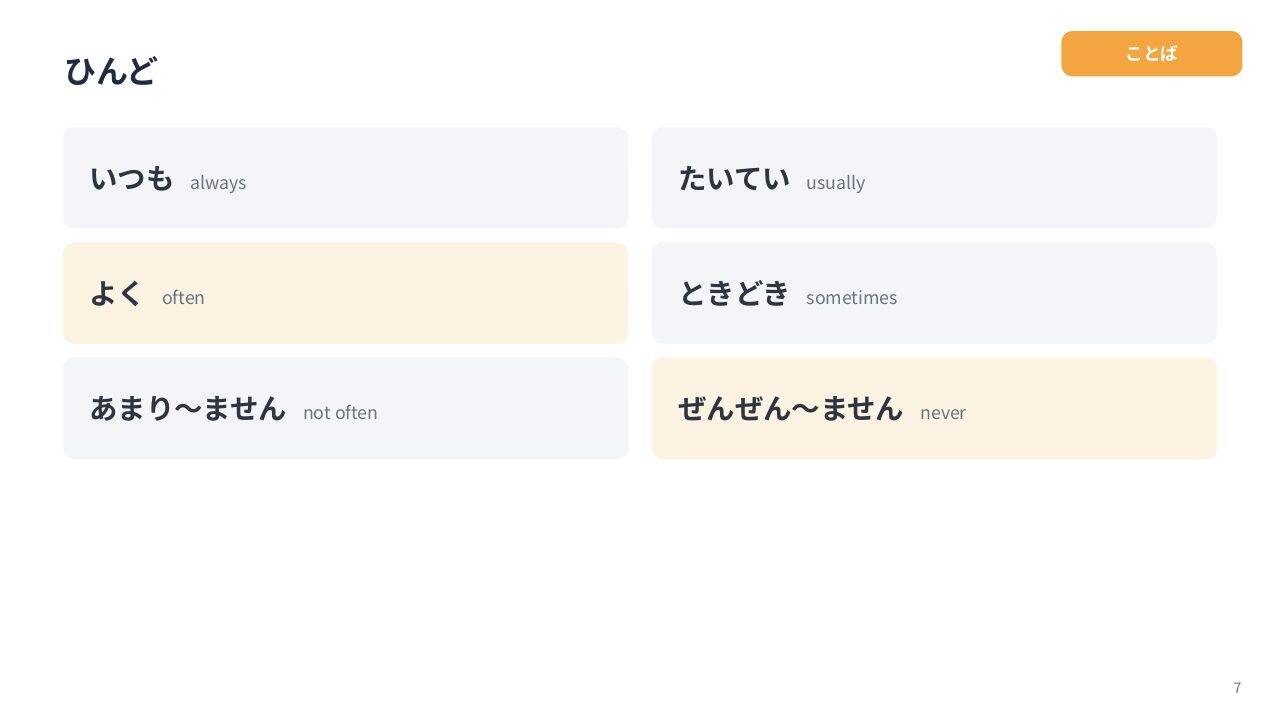 ひんど
ことば
いつも always
たいてい usually
よく often
ときどき sometimes
あまり～ません not often
ぜんぜん～ません never
7